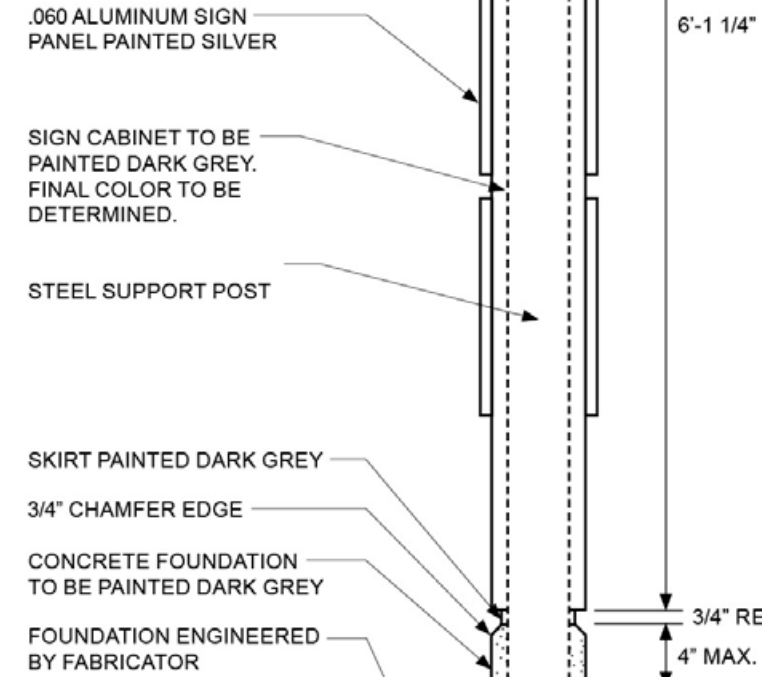 .060 ALUMINUM SIGN
PANEL PAINTED SILVER
6'-1 1/4"
SIGN CABINET TO BE
PAINTED DARK GREY.
FINAL COLOR TO BE
DETERMINED.
STEEL SUPPORT POST
SKIRT PAINTED DARK GREY
3/4" CHAMFER EDGE
CONCRETE FOUNDATION
TO BE PAINTED DARK GREY
3/4" RE
FOUNDATION ENGINEERED
BY FABRICATOR
4" MAX.